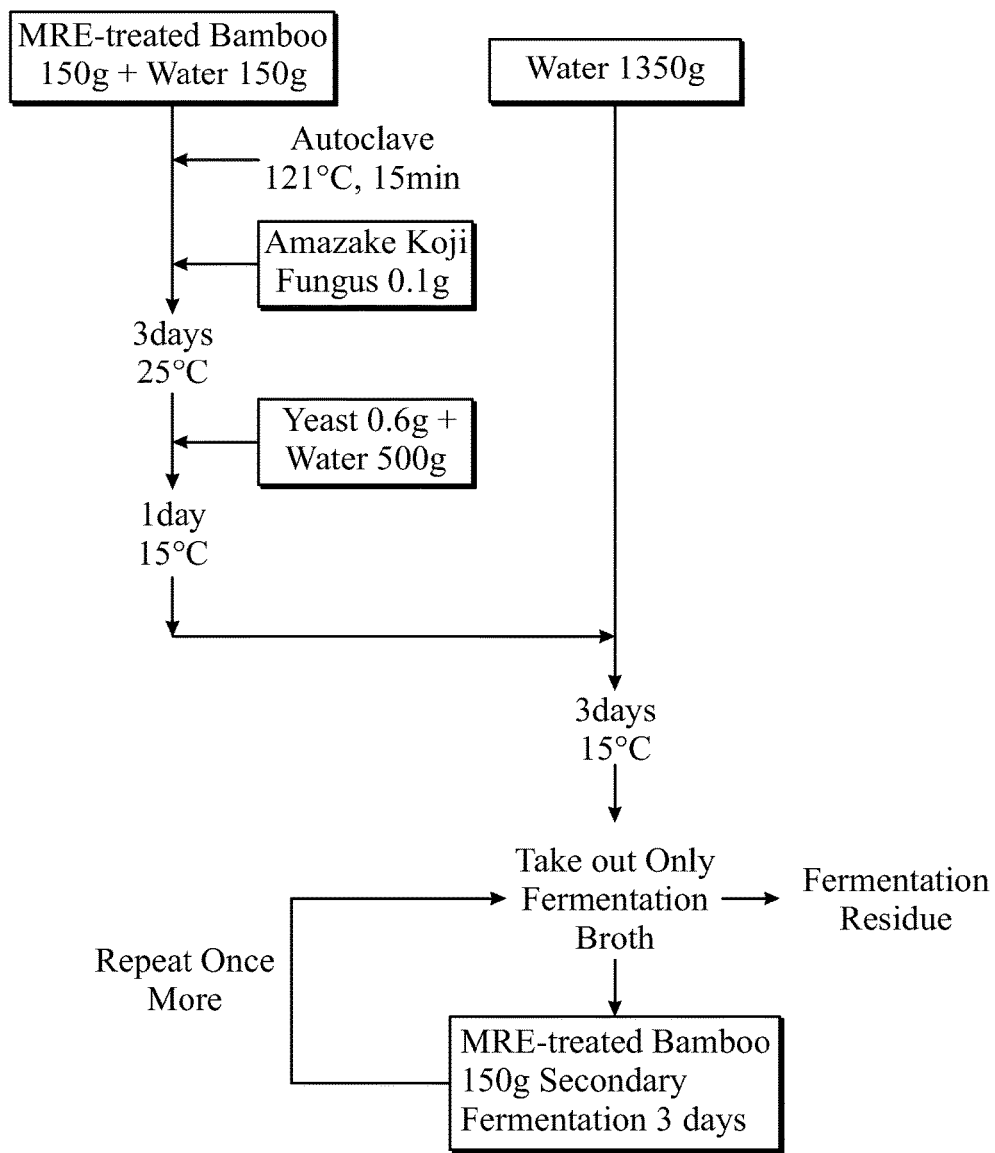 MRE-treated Bamboo
150g + Water 150g
Water 1350g
Autoclave
121°C, 15min
Amazake Koji
Fungus 0.1g
3days
25°C
Yeast 0.6g +
Water 500g
1day
15°C
3days
15°C
Take out Only
Fermentation
Broth
Fermentation
Residue
Repeat Once
More
MRE-treated Bamboo
150g Secondary
Fermentation 3 days